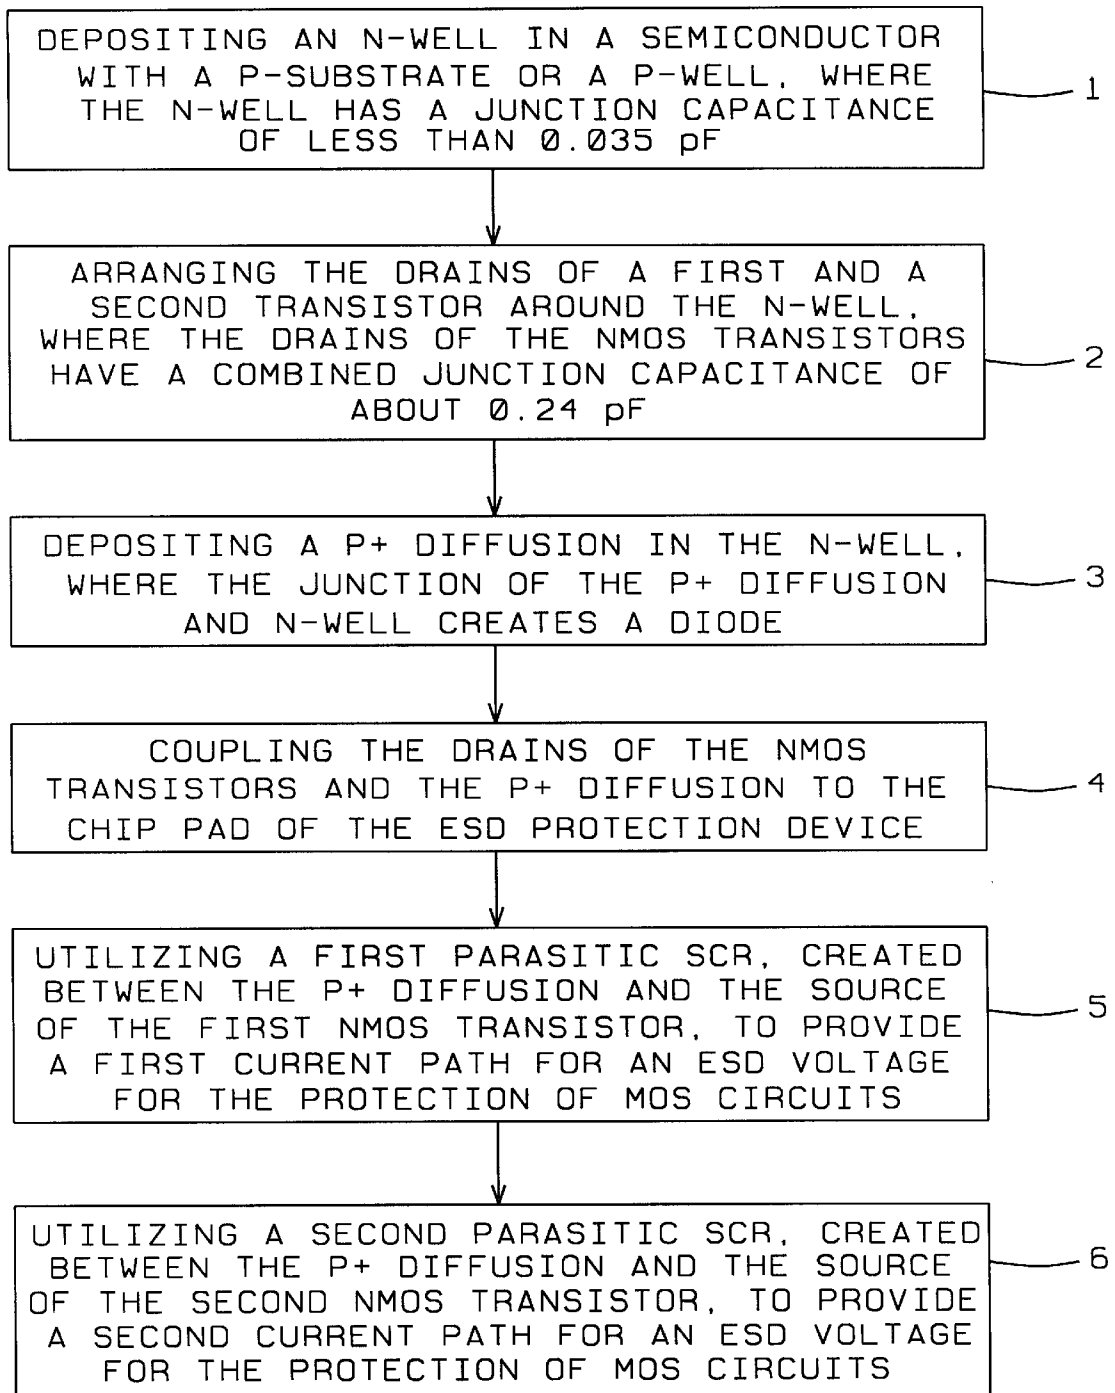 DEPOSITING AN N-WELL IN A SEMICONDUCTOR
WITH A P-SUBSTRATE OR A P-WELL, WHERE
THE N-WELL HAS A JUNCTION CAPACITANCE
OF LESS THAN 0.035 pF
1
ARRANGING THE DRAINS OF A FIRST AND A
SECOND TRANSISTOR AROUND THE N-WELL,
WHERE THE DRAINS OF THE NMOS TRANSISTORS
HAVE A COMBINED JUNCTION CAPACITANCE OF
ABOUT 0.24 pF
2
DEPOSITING A P+ DIFFUSION IN THE N-WELL,
WHERE THE JUNCTION OF THE P+ DIFFUSION
AND N-WELL CREATES A DIODE
3
COUPLING THE DRAINS OF THE NMOS
TRANSISTORS AND THE P+ DIFFUSION TO THE
CHIP PAD OF THE ESD PROTECTION DEVICE
4
UTILIZING A FIRST PARASITIC SCR, CREATED
BETWEEN THE P+ DIFFUSION AND THE SOURCE
OF THE FIRST NMOS TRANSISTOR, TO PROVIDE
A FIRST CURRENT PATH FOR AN ESD VOLTAGE
FOR THE PROTECTION OF MOS CIRCUITS
5
UTILIZING A SECOND PARASITIC SCR, CREATED
BETWEEN THE P+ DIFFUSION AND THE SOURCE
OF THE SECOND NMOS TRANSISTOR, TO PROVIDE
A SECOND CURRENT PATH FOR AN ESD VOLTAGE
FOR THE PROTECTION OF MOS CIRCUITS
6